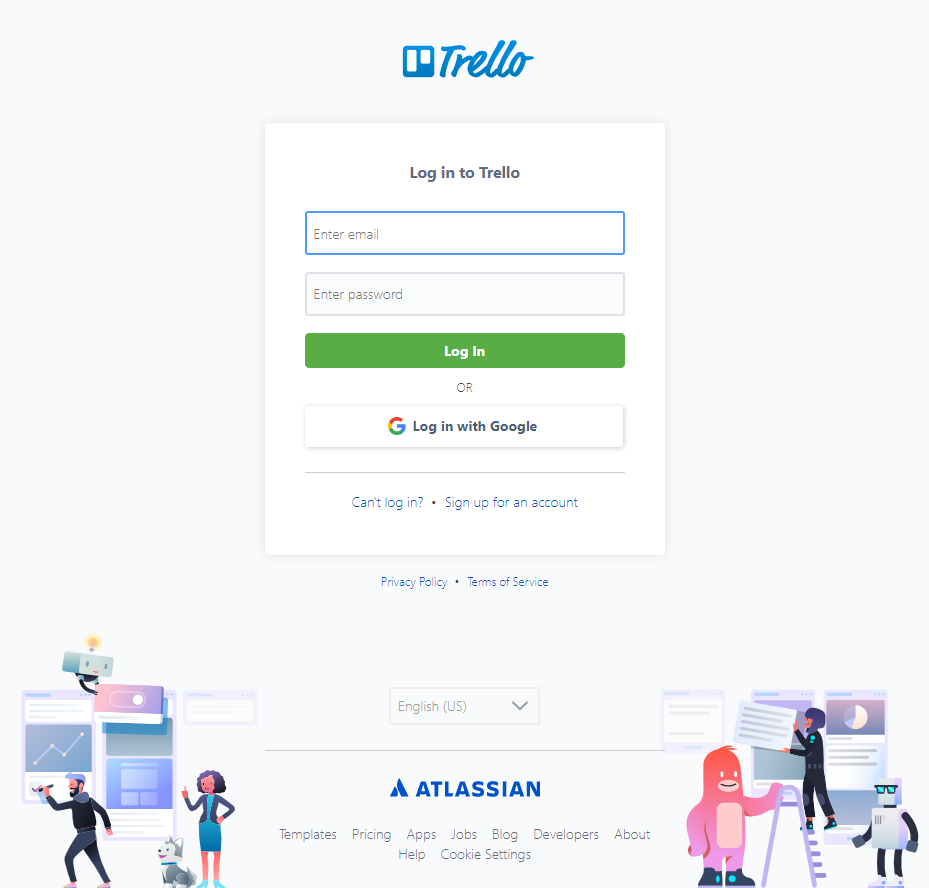 Trello
Log in to Trello
Enter email
Enter password
Log In
OR
Log in with Google
Can't log in? • Sign up for an account
Privacy Policy • Terms of Service
English (US)
ATLASSIAN
Templates Pricing Apps Jobs Blog Developers About
Help Cookie Settings